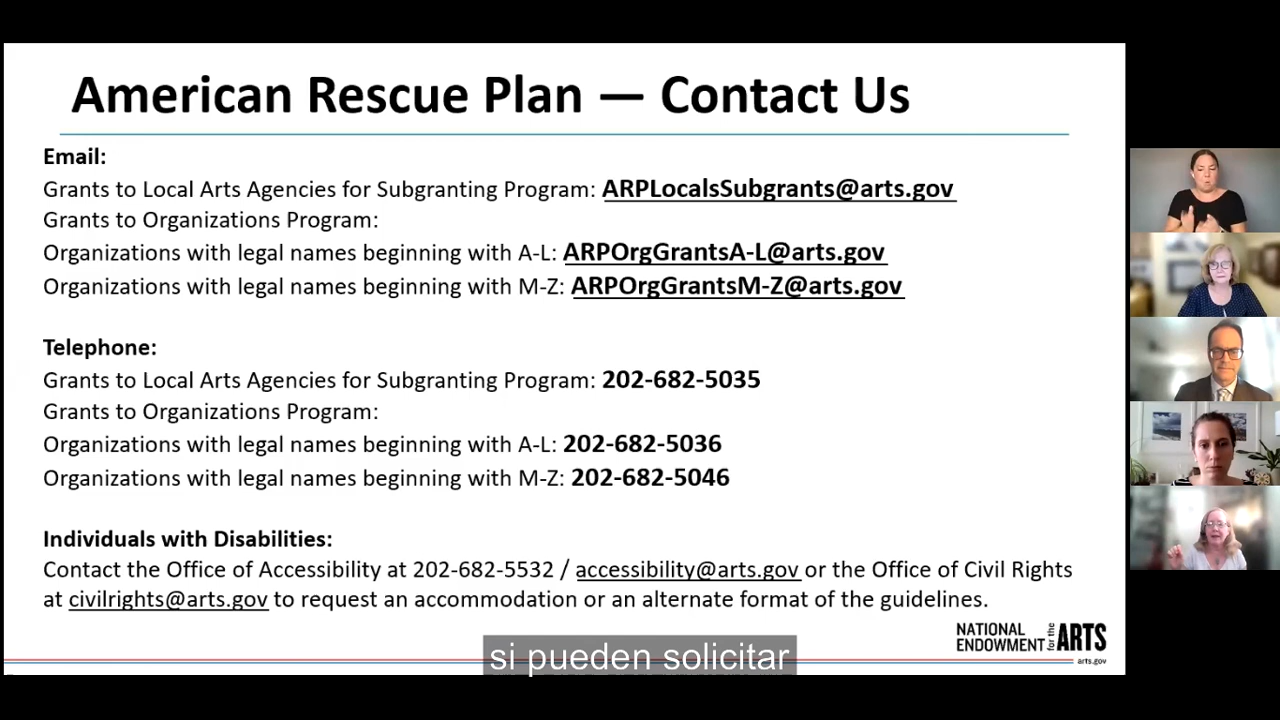 American Rescue Plan — Contact Us
Email:
Grants to Local Arts Agencies for Subgranting Program: ARPLocalsSubgrants@arts.gov
Grants to Organizations Program:
Organizations with legal names beginning with A-L: ARPOrgGrantsA-L@arts.gov
Organizations with legal names beginning with M-Z: ARPOrgGrantsM-Z@arts.gov
Telephone:
Grants to Local Arts Agencies for Subgranting Program: 202-682-5035
Grants to Organizations Program:
Organizations with legal names beginning with A-L: 202-682-5036
Organizations with legal names beginning with M-Z: 202-682-5046
Individuals with Disabilities:
Contact the Office of Accessibility at 202-682-5532 / accessibility@arts.gov or the Office of Civil Rights
at civilrights@arts.gov to request an accommodation or an alternate format of the guidelines.
NATIONAL ENDOWMENT for the ARTS
arts.gov
si pueden solicitar